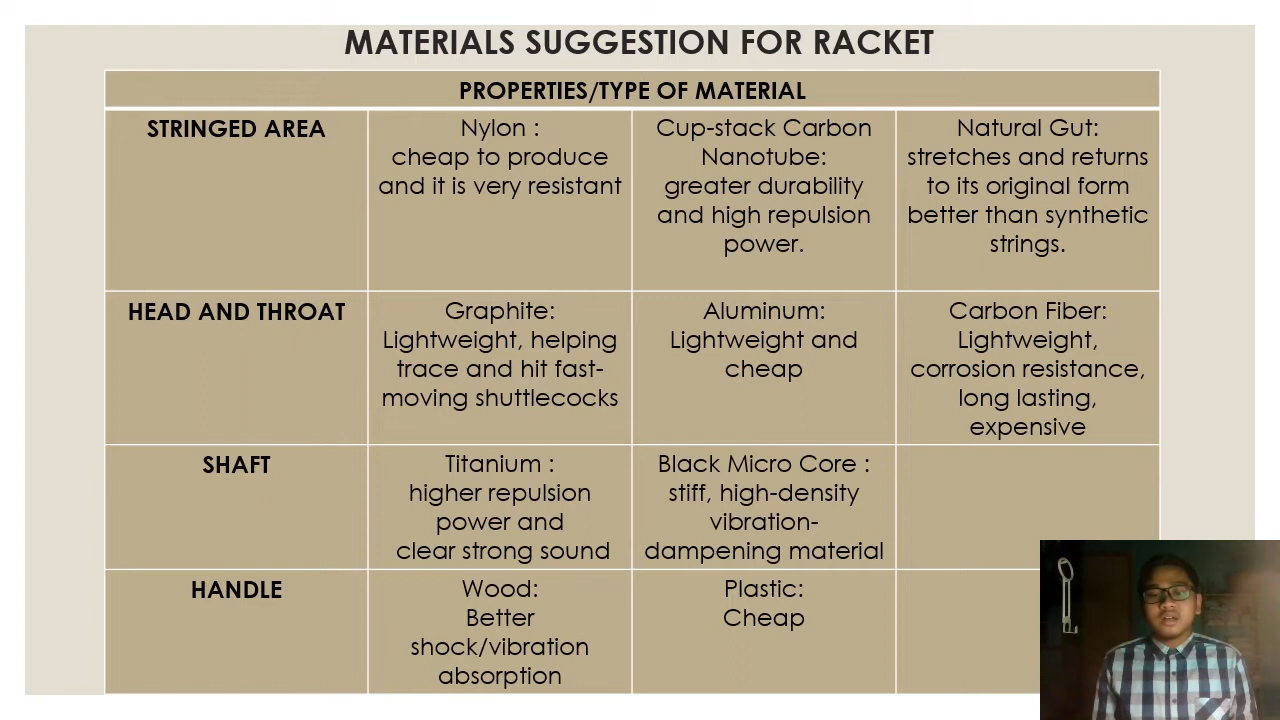 MATERIALS SUGGESTION FOR RACKET
PROPERTIES/TYPE OF MATERIAL
STRINGED AREA
Nylon :
cheap to produce
and it is very resistant
Cup-stack Carbon
Nanotube:
greater durability
and high repulsion
power.
Natural Gut:
stretches and returns
to its original form
better than synthetic
strings.
HEAD AND THROAT
Graphite:
Lightweight, helping
trace and hit fast-
moving shuttlecocks
Aluminum:
Lightweight and
cheap
Carbon Fiber:
Lightweight,
corrosion resistance,
long lasting,
expensive
SHAFT
Titanium :
higher repulsion
power and
clear strong sound
Black Micro Core :
stiff, high-density
vibration-
dampening material
HANDLE
Wood:
Better
shock/vibration
absorption
Plastic:
Cheap